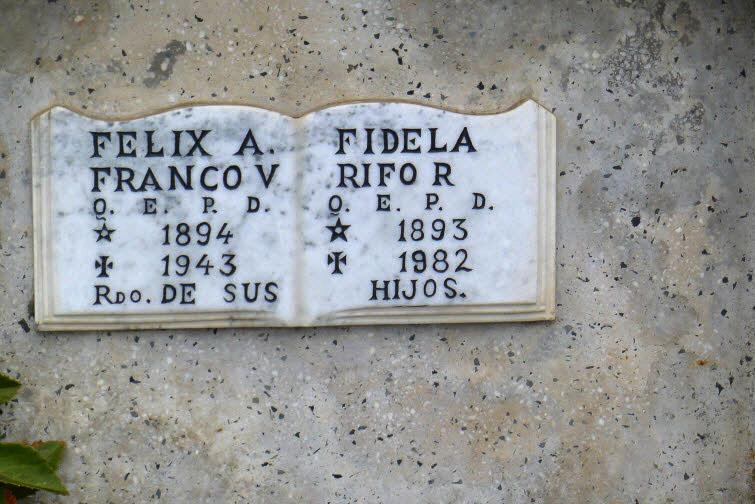 FELIX A.
FRANCO V
Q. E. P. D.
1894
1943
RDO. DE SUS
FIDELA
RIFO R
Q. E. P. D.
1893
1982
HIJOS.